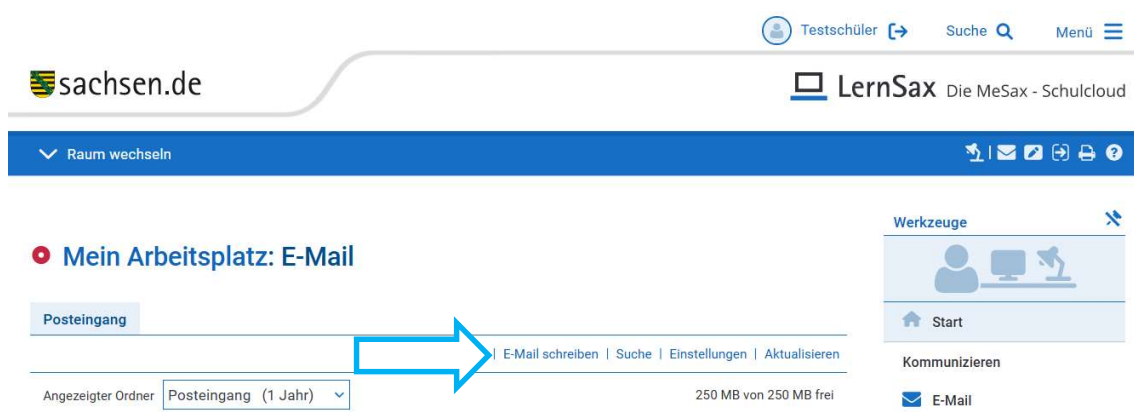 Testschüler Suche Menü
sachsen.de
LernSax Die MeSax - Schulcloud
Raum wechseln
Werkzeuge
Mein Arbeitsplatz: E-Mail
Posteingang
Start
| E-Mail schreiben | Suche | Einstellungen | Aktualisieren
Kommunizieren
Angezeigter Ordner Posteingang (1 Jahr) 250 MB von 250 MB frei
E-Mail